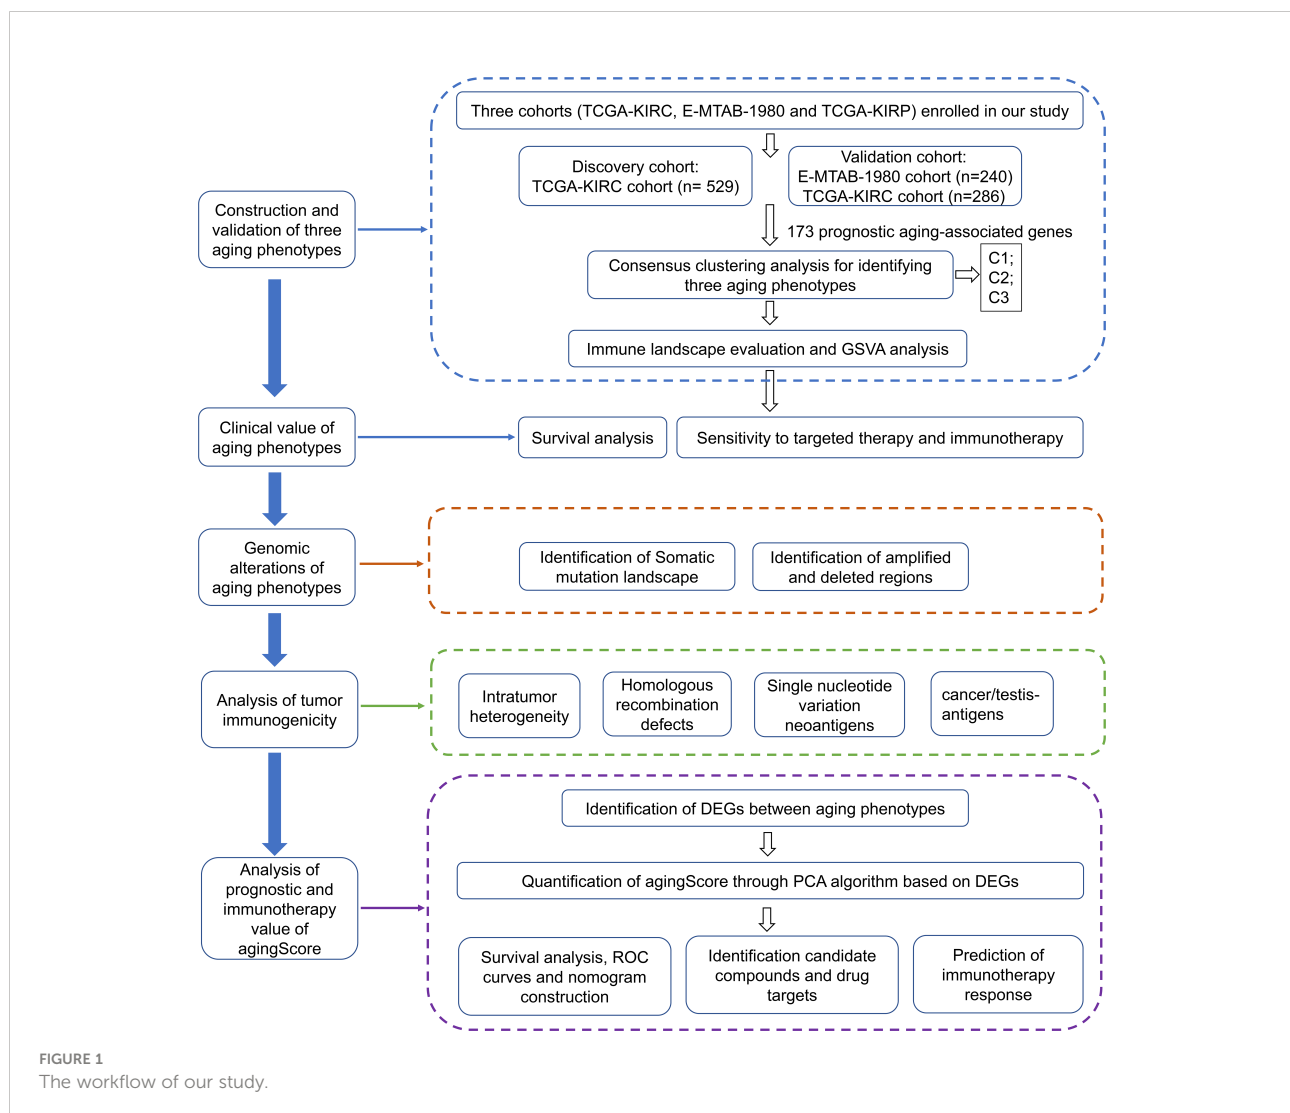 Three cohorts (TCGA-KIRC, E-MTAB-1980 and TCGA-KIRP) enrolled in our study
Discovery cohort:
TCGA-KIRC cohort (n= 529)
Validation cohort:
E-MTAB-1980 cohort (n=240)
TCGA-KIRC cohort (n=286)
Construction and
validation of three
aging phenotypes
173 prognostic aging-associated genes
Consensus clustering analysis for identifying
three aging phenotypes
C1;
C2;
C3
Immune landscape evaluation and GSVA analysis
Clinical value of
aging phenotypes
Survival analysis
Sensitivity to targeted therapy and immunotherapy
Genomic
alterations of
aging phenotypes
Identification of Somatic
mutation landscape
Identification of amplified
and deleted regions
Analysis of tumor
immunogenicity
Intratumor
heterogeneity
Homologous
recombination
defects
Single nucleotide
variation
neoantigens
cancer/testis-
antigens
Identification of DEGs between aging phenotypes
Analysis of
prognostic and
immunotherapy
value of
agingScore
Quantification of agingScore through PCA algorithm based on DEGs
Survival analysis, ROC
curves and nomogram
construction
Identification candidate
compounds and drug
targets
Prediction of
immunotherapy
response
FIGURE 1
The workflow of our study.